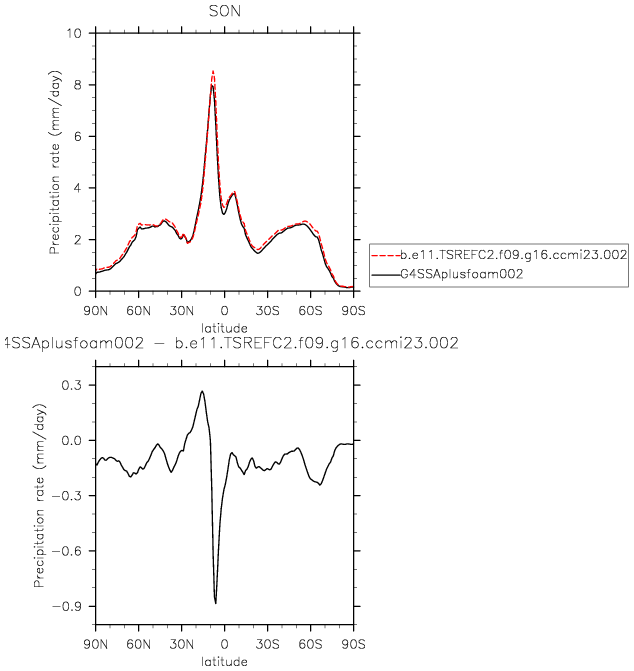 SON
Precipitation rate (mm/day)
10
8
6
4
2
0
90N 60N 30N 0 30S 60S 90S
latitude
b.e11.TSREFC2.f09.g16.ccmi23.002
G4SSAplusfoam002
4SSAplusfoam002 – b.e11.TSREFC2.f09.g16.ccmi23.002
Precipitation rate (mm/day)
0.3
0.0
−0.3
−0.6
−0.9
90N 60N 30N 0 30S 60S 90S
latitude